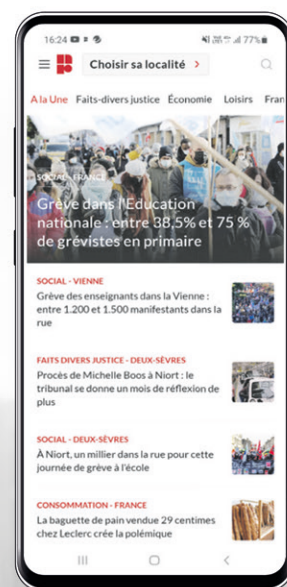 16:24
77%
Choisir sa localité >
A la Une Faits-divers justice Économie Loisirs Fran
SOCIAL - FRANCE
Grève dans l'Education
nationale : entre 38,5% et 75 %
de grévistes en primaire
SOCIAL - VIENNE
Grève des enseignants dans la Vienne :
entre 1.200 et 1.500 manifestants dans la
rue
FAITS DIVERS JUSTICE - DEUX-SÈVRES
Procès de Michelle Boos à Niort : le
tribunal se donne un mois de réflexion de
plus
SOCIAL - DEUX-SÈVRES
À Niort, un millier dans la rue pour cette
journée de grève à l'école
CONSOMMATION - FRANCE
La baguette de pain vendue 29 centimes
chez Leclerc crée la polémique